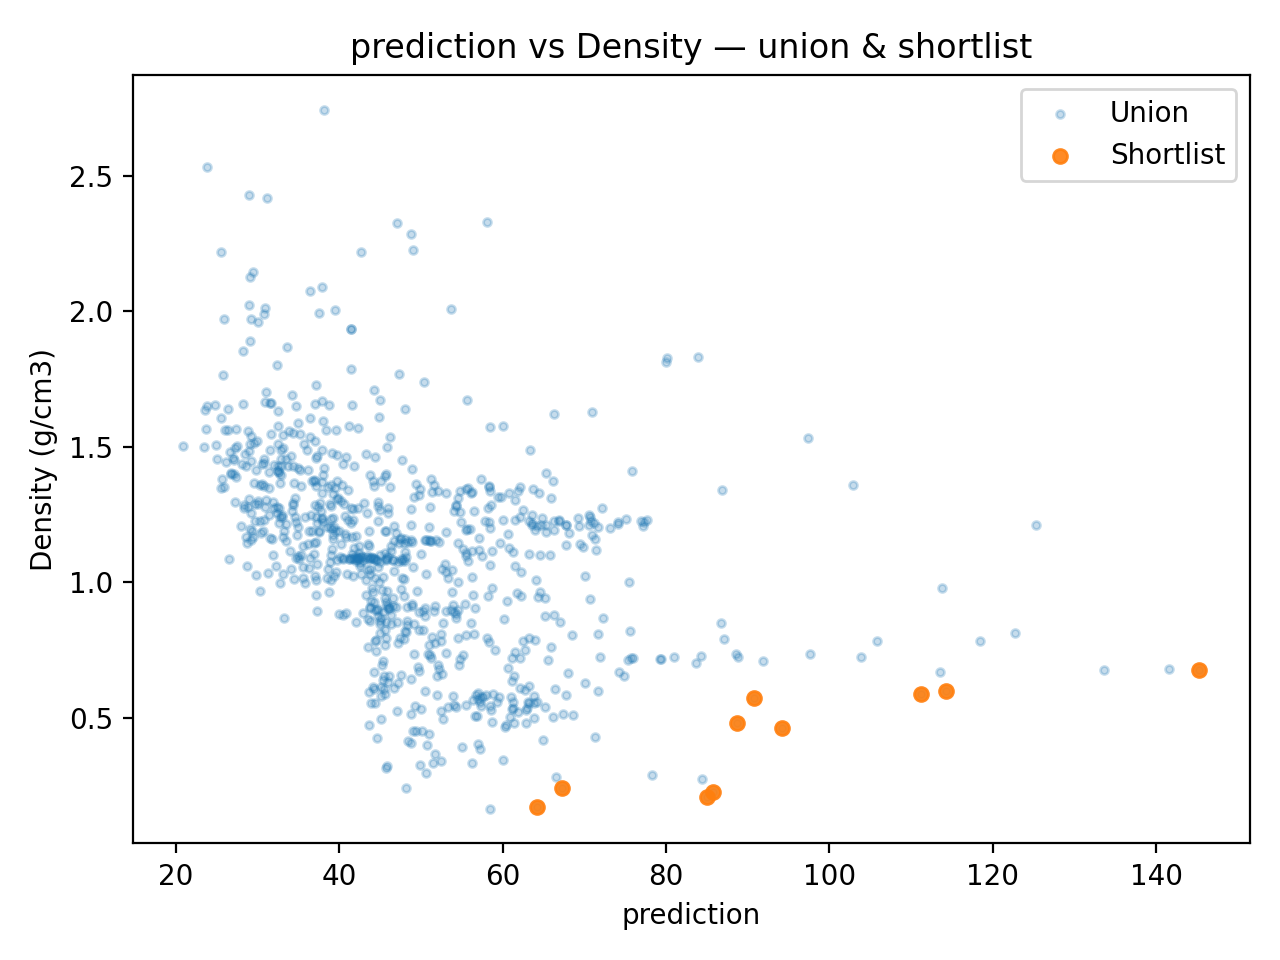 prediction vs Density — union & shortlist
Union
Shortlist
Density (g/cm3)
2.5
2.0
1.5
1.0
0.5
20 40 60 80 100 120 140
prediction